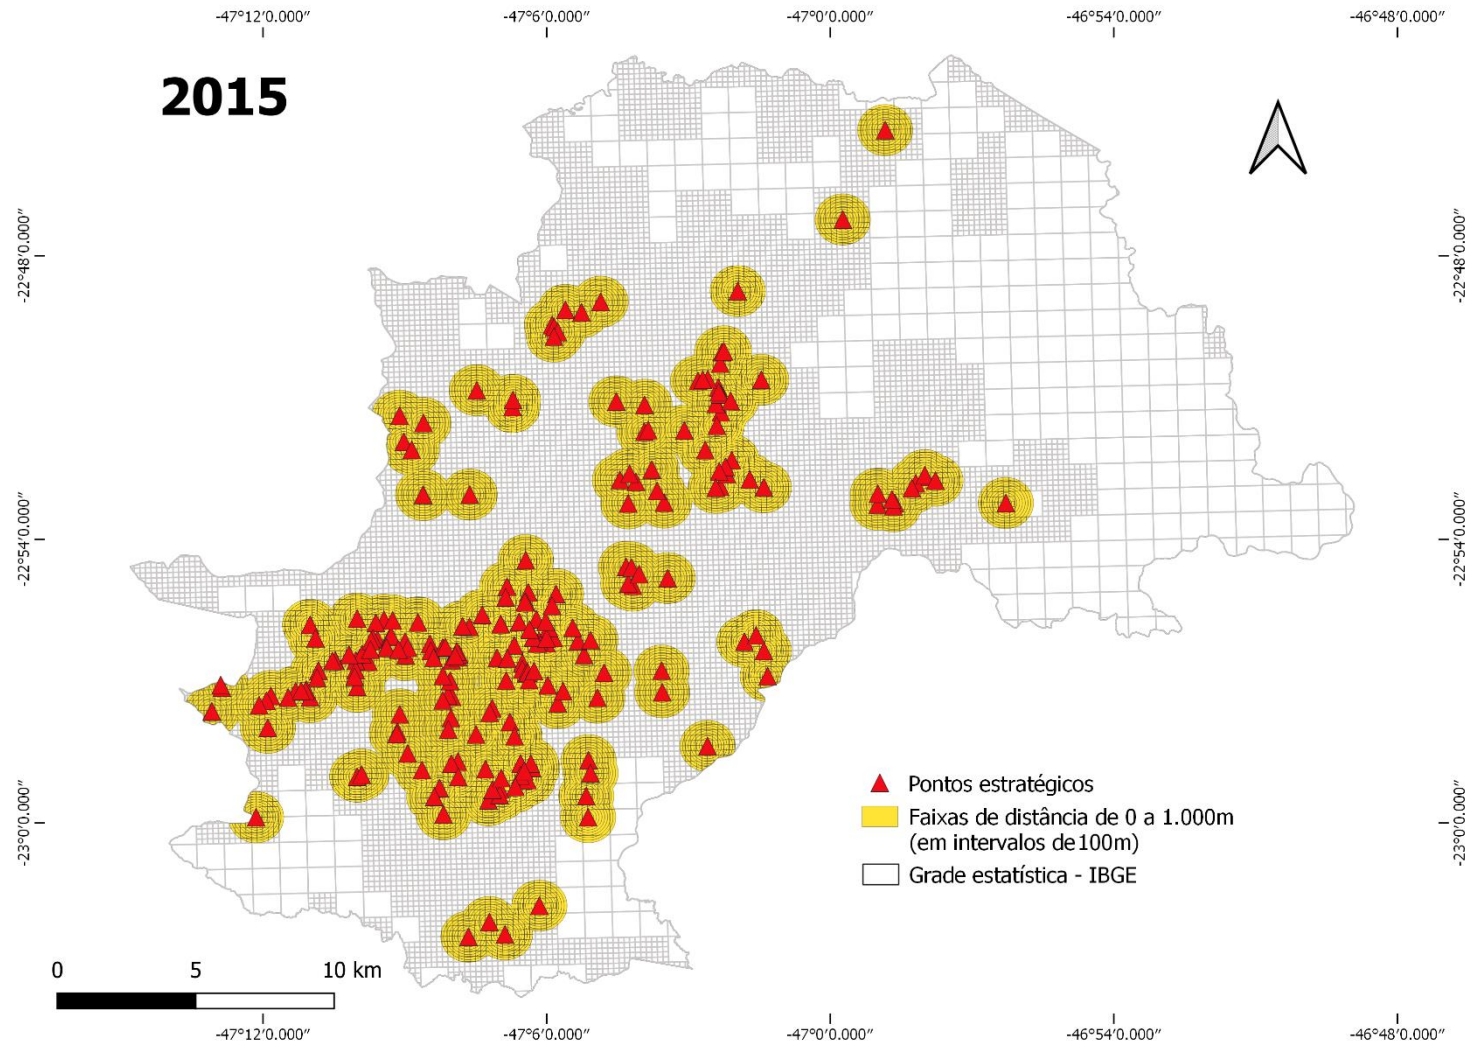 -47°12′0.000″ -47°6′0.000″ -47°0′0.000″ -46°54′0.000″ -46°48′0.000″
2015
-22°48′0.000″ -22°48′0.000″
-22°54′0.000″ -22°54′0.000″
Pontos estratégicos
Faixas de distância de 0 a 1.000m
(em intervalos de 100m)
Grade estatística - IBGE
-23°0′0.000″ -23°0′0.000″
0 5 10 km
-47°12′0.000″ -47°6′0.000″ -47°0′0.000″ -46°54′0.000″ -46°48′0.000″